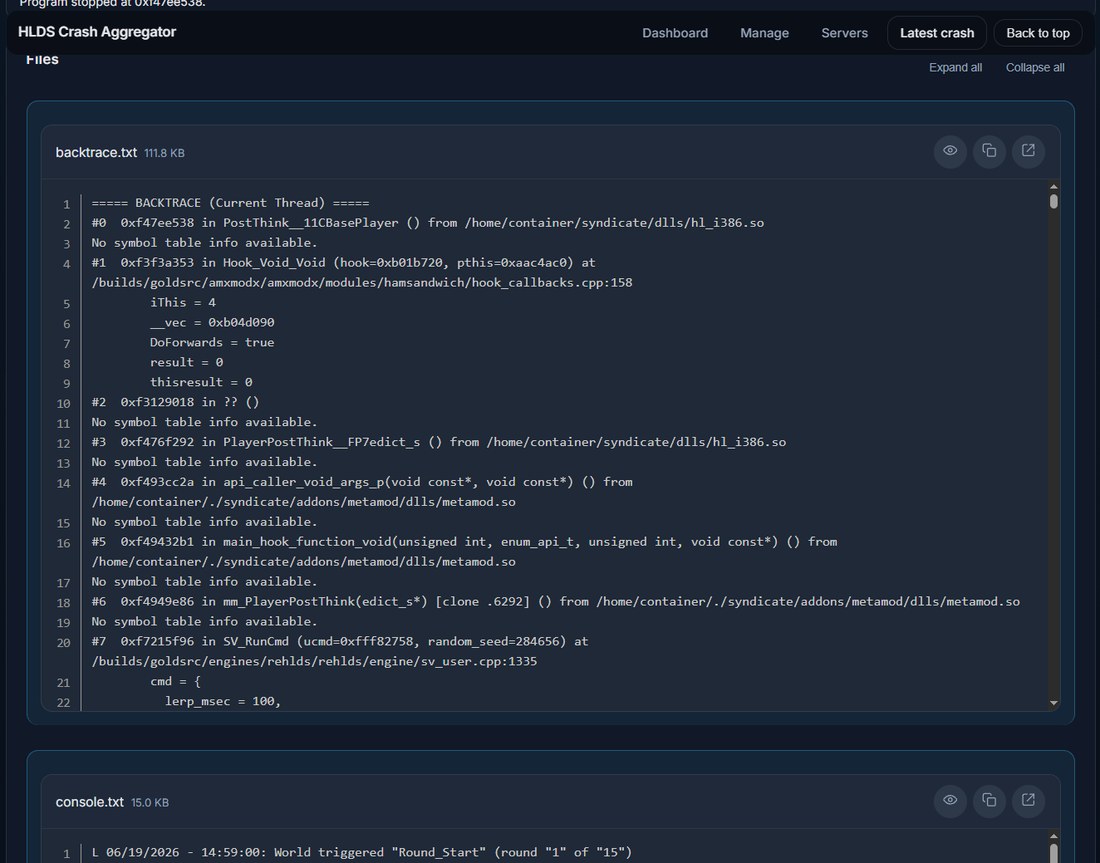 Program stopped at 0xf47ee538.
HLDS Crash Aggregator
Dashboard
Manage
Servers
Latest crash
Back to top
Files
Expand all
Collapse all
backtrace.txt 111.8 KB
1 ===== BACKTRACE (Current Thread) =====
2 #0  0xf47ee538 in PostThink__11CBasePlayer () from /home/container/syndicate/dlls/hl_i386.so
3 No symbol table info available.
4 #1  0xf3f3a353 in Hook_Void_Void (hook=0xb01b720, pthis=0xaac4ac0) at
/builds/goldsrc/amxmodx/amxmodx/modules/hamsandwich/hook_callbacks.cpp:158
5         iThis = 4
6         __vec = 0xb04d090
7         DoForwards = true
8         result = 0
9         thisresult = 0
10 #2  0xf3129018 in ?? ()
11 No symbol table info available.
12 #3  0xf476f292 in PlayerPostThink__FP7edict_s () from /home/container/syndicate/dlls/hl_i386.so
13 No symbol table info available.
14 #4  0xf493cc2a in api_caller_void_args_p(void const*, void const*) () from
/home/container/./syndicate/addons/metamod/dlls/metamod.so
15 No symbol table info available.
16 #5  0xf49432b1 in main_hook_function_void(unsigned int, enum_api_t, unsigned int, void const*) () from
/home/container/./syndicate/addons/metamod/dlls/metamod.so
17 No symbol table info available.
18 #6  0xf4949e86 in mm_PlayerPostThink(edict_s*) [clone .6292] () from /home/container/./syndicate/addons/metamod/dlls/metamod.so
19 No symbol table info available.
20 #7  0xf7215f96 in SV_RunCmd (ucmd=0xfff82758, random_seed=284656) at
/builds/goldsrc/engines/rehlds/rehlds/engine/sv_user.cpp:1335
21         cmd = {
22           lerp_msec = 100,
console.txt 15.0 KB
1 L 06/19/2026 - 14:59:00: World triggered "Round_Start" (round "1" of "15")